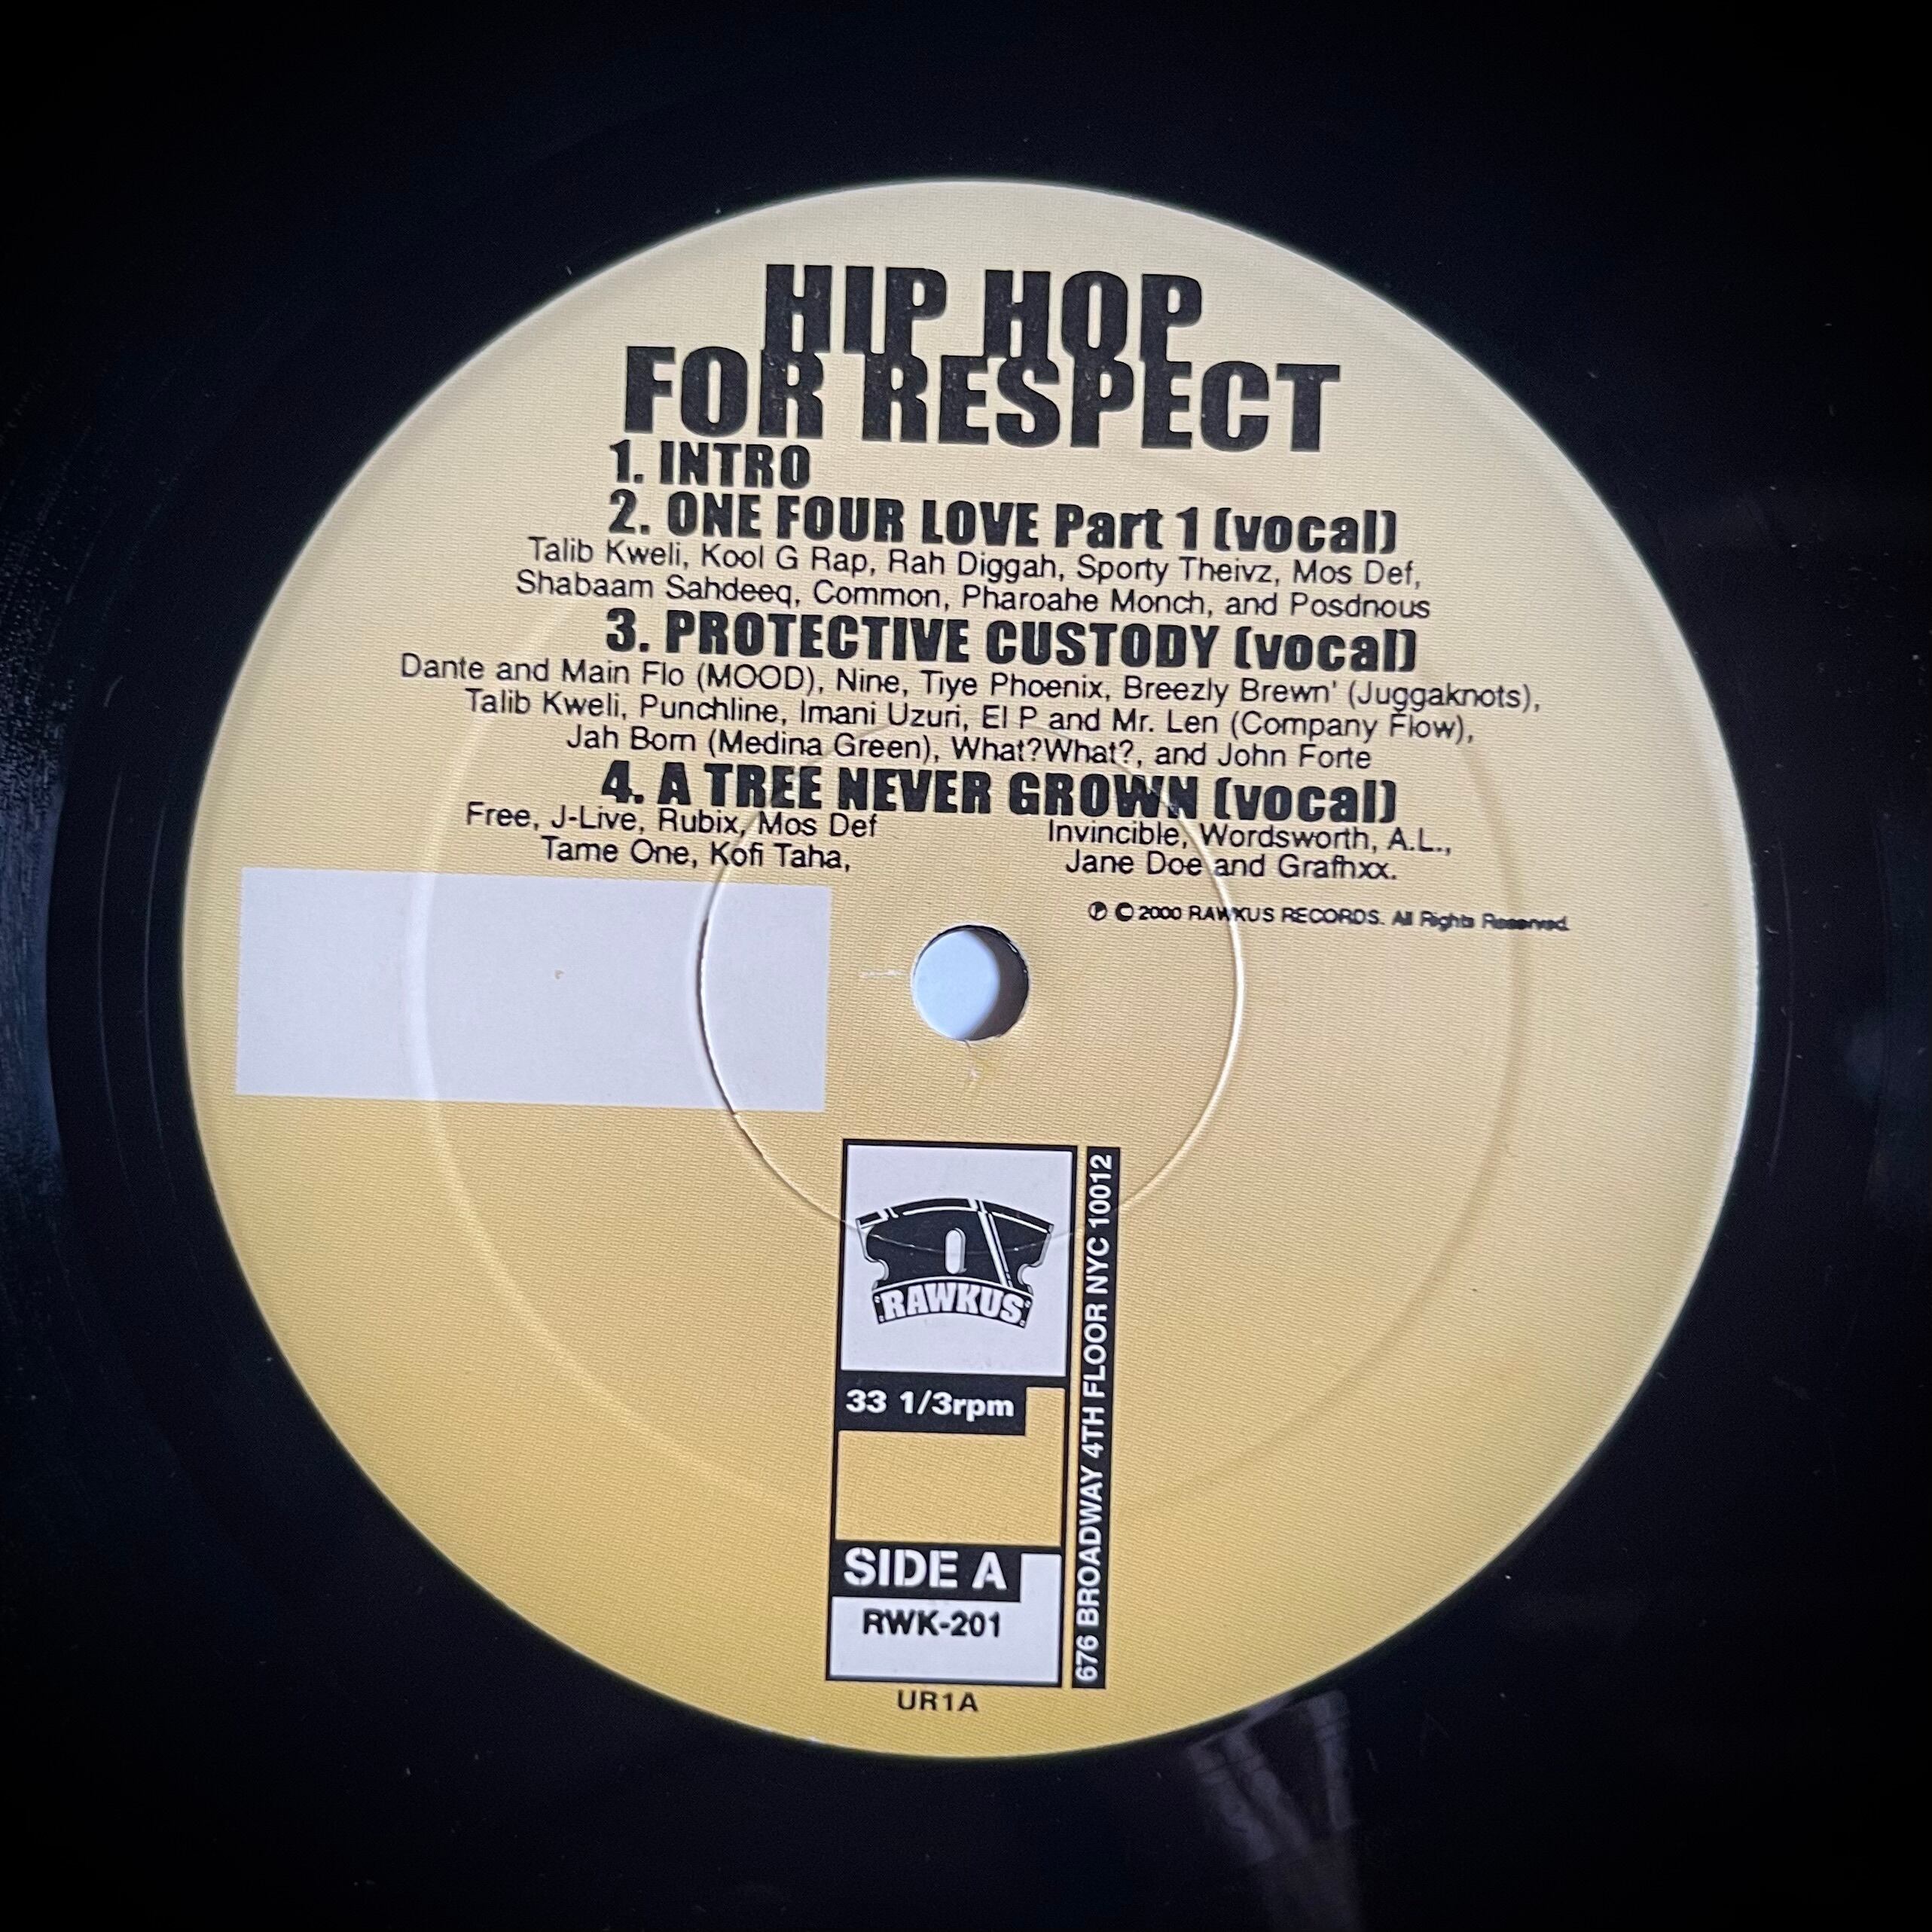 HIP HOP
FOR RESPECT
1. INTRO
2. ONE FOUR LOVE Part 1 (vocal)
Talib Kweli, Kool G Rap, Rah Diggah, Sporty Theivz, Mos Def,
Shabaam Sahdeeq, Common, Pharoahe Monch, and Posdnous
3. PROTECTIVE CUSTODY (vocal)
Dante and Main Flo (MOOD), Nine, Tiye Phoenix, Breezly Brewn' (Juggaknots),
Talib Kweli, Punchline, Imani Uzuri, El P and Mr. Len (Company Flow),
Jah Born (Medina Green), What?What?, and John Forte
4. A TREE NEVER GROWN (vocal)
Free, J-Live, Rubix, Mos Def
Tame One, Kofi Taha,
Invincible, Wordsworth, A.L.,
Jane Doe and Grafhxx.
℗ © 2000 RAWKUS RECORDS. All Rights Reserved.
RAWKUS
33 1/3rpm
SIDE A
RWK-201
676 BROADWAY 4TH FLOOR NYC 10012
UR1A